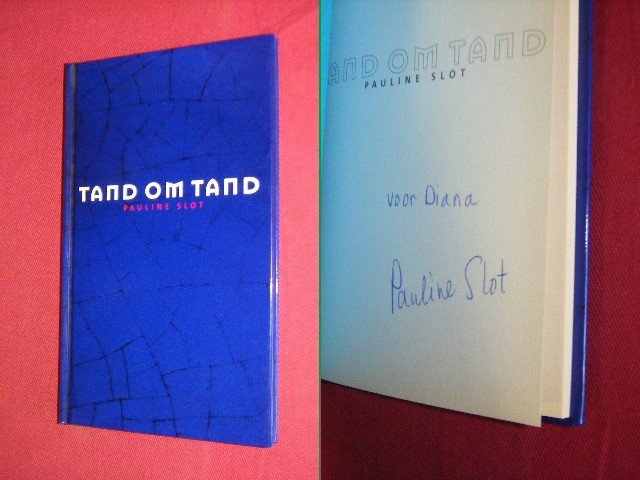 TAND OM TAND
PAULINE SLOT
TAND OM TAND
PAULINE SLOT
voor Diana
Pauline Slot